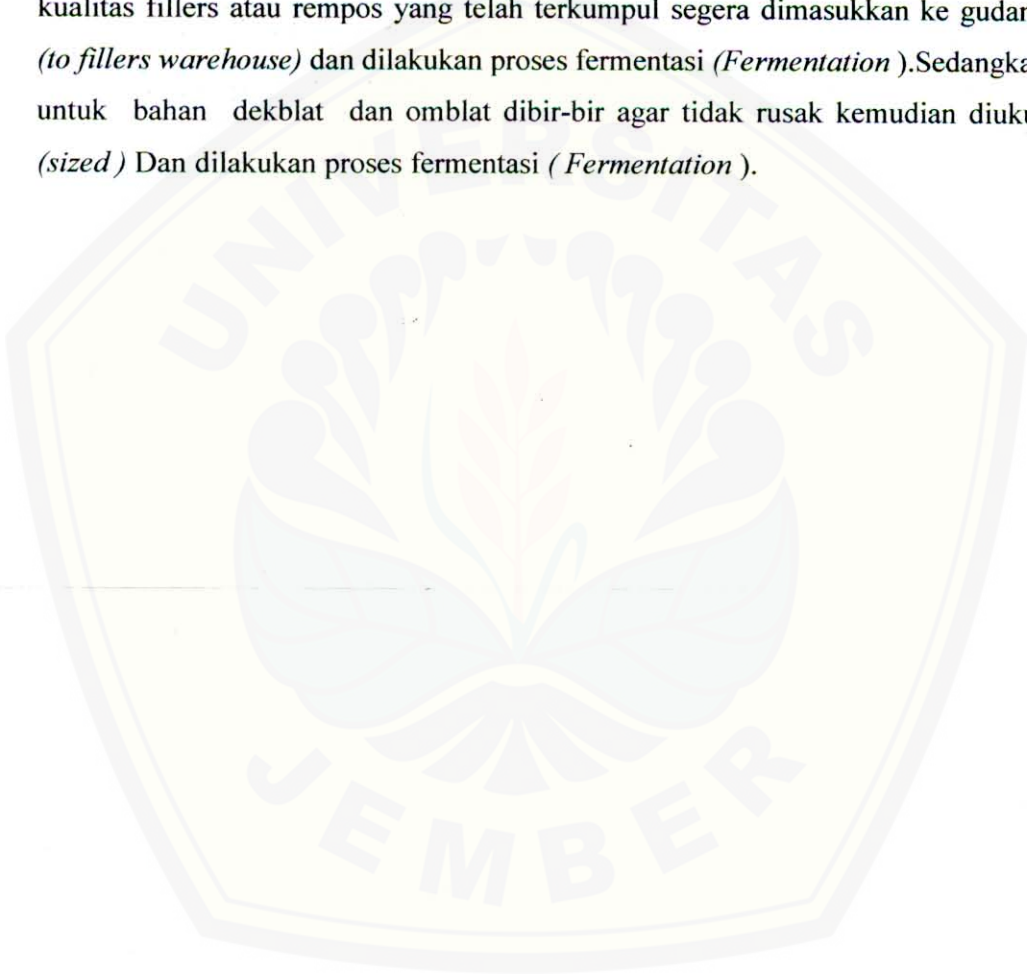 kualitas fillers atau rempos yang telah terkumpul segera dimasukkan ke gudan
(to fillers warehouse) dan dilakukan proses fermentasi (Fermentation ).Sedangka
untuk bahan dekblat dan omblat dibir-bir agar tidak rusak kemudian diuku
(sized ) Dan dilakukan proses fermentasi ( Fermentation ).
UNIVERSITAS
JEMBER